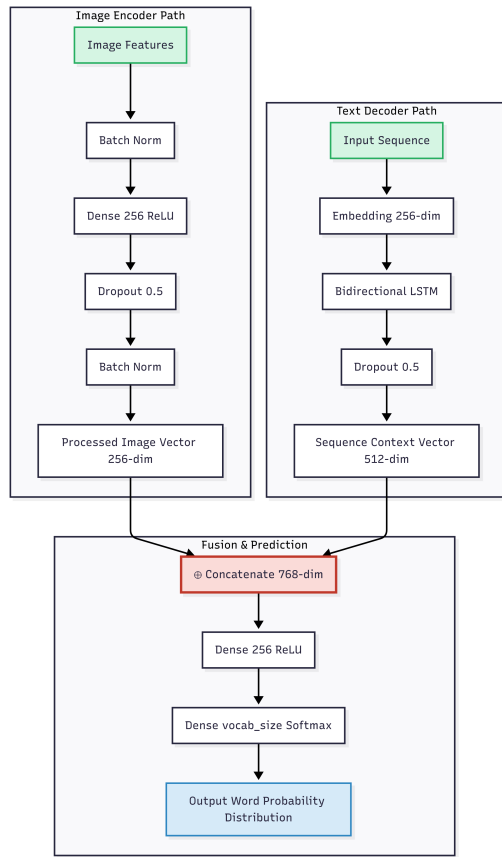 Image Encoder Path
Image Features
Batch Norm
Dense 256 ReLU
Dropout 0.5
Batch Norm
Processed Image Vector
256-dim
Text Decoder Path
Input Sequence
Embedding 256-dim
Bidirectional LSTM
Dropout 0.5
Sequence Context Vector
512-dim
Fusion & Prediction
⊕ Concatenate 768-dim
Dense 256 ReLU
Dense vocab_size Softmax
Output Word Probability
Distribution